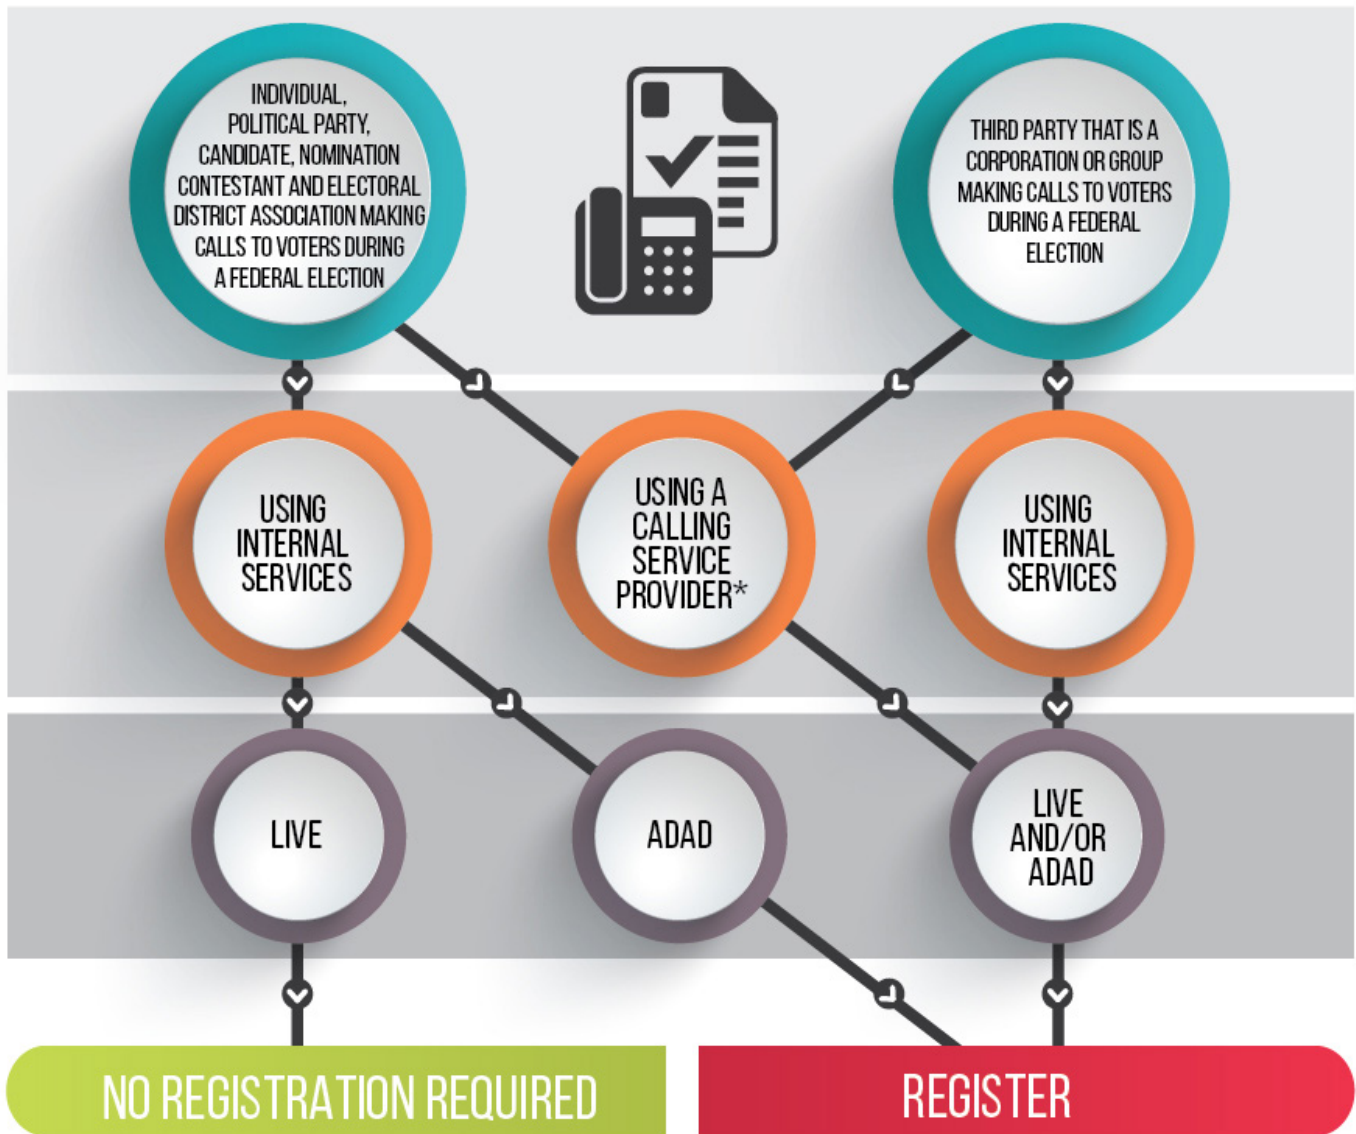 INDIVIDUAL,
POLITICAL PARTY,
CANDIDATE, NOMINATION
CONTESTANT AND ELECTORAL
DISTRICT ASSOCIATION MAKING
CALLS TO VOTERS DURING
A FEDERAL ELECTION
THIRD PARTY THAT IS A
CORPORATION OR GROUP
MAKING CALLS TO VOTERS
DURING A FEDERAL
ELECTION
USING
INTERNAL
SERVICES
USING A
CALLING
SERVICE
PROVIDER*
USING
INTERNAL
SERVICES
LIVE
ADAD
LIVE
AND/OR
ADAD
NO REGISTRATION REQUIRED
REGISTER